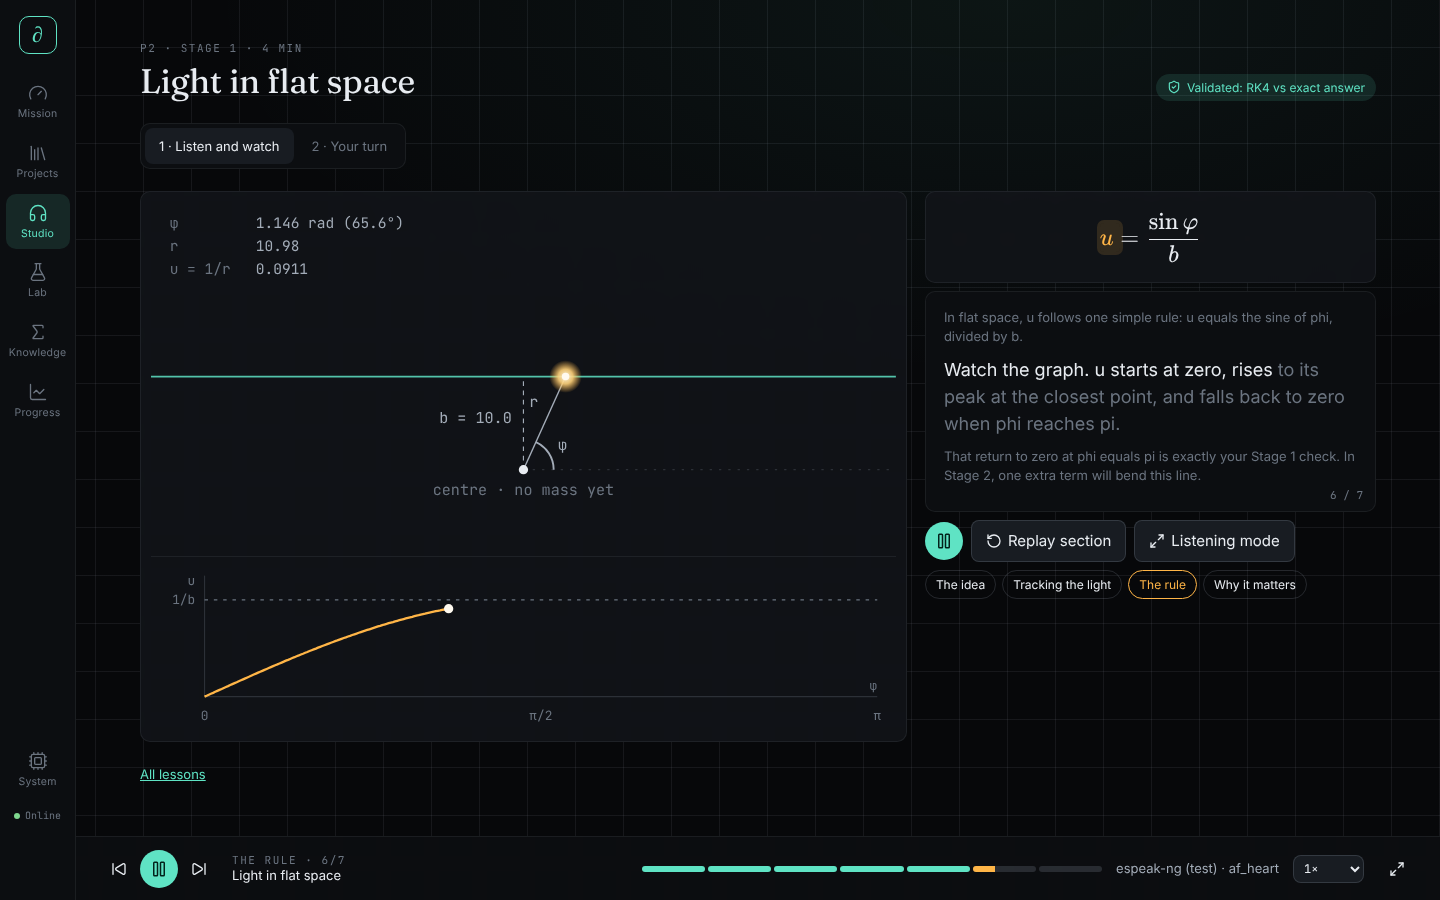 ∂
Mission
Projects
Studio
Lab
Knowledge
Progress
System
Online
P2 · STAGE 1 · 4 MIN
Light in flat space
Validated: RK4 vs exact answer
1 · Listen and watch
2 · Your turn
φ 1.146 rad (65.6°)
r 10.98
u = 1/r 0.0911
r
b = 10.0
φ
centre · no mass yet
u
1/b
φ
0 π/2 π
u = sin φ / b
In flat space, u follows one simple rule: u equals the sine of phi,
divided by b.
Watch the graph. u starts at zero, rises to its
peak at the closest point, and falls back to zero
when phi reaches pi.
That return to zero at phi equals pi is exactly your Stage 1 check. In
Stage 2, one extra term will bend this line.
6 / 7
Replay section
Listening mode
The idea
Tracking the light
The rule
Why it matters
All lessons
THE RULE · 6/7
Light in flat space
espeak-ng (test) · af_heart
1×